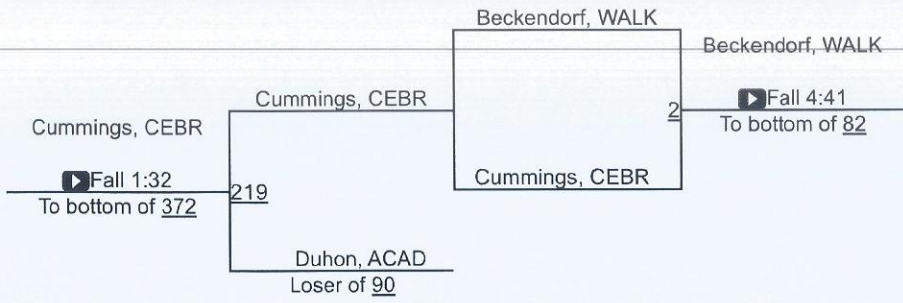 Beckendorf, WALK
Beckendorf, WALK
Cummings, CEBR
Fall 4:41
2
Cummings, CEBR
To bottom of 82
Fall 1:32
Cummings, CEBR
219
To bottom of 372
Duhon, ACAD
Loser of 90